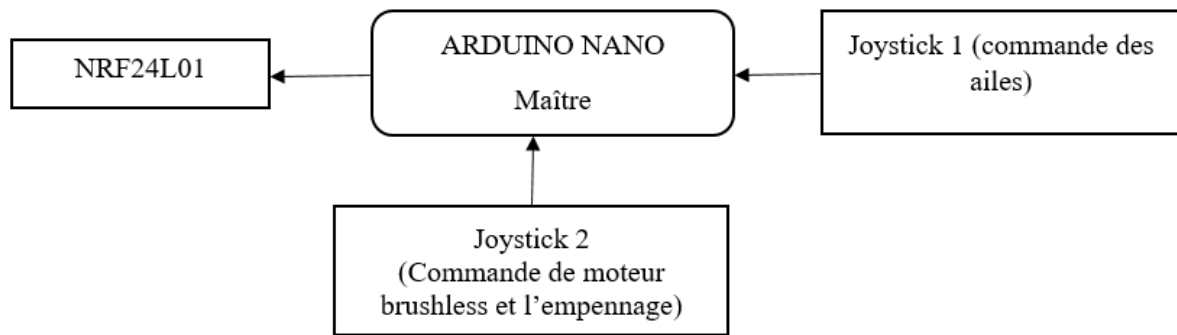 NRF24L01
ARDUINO NANO
Maître
Joystick 1 (commande des
ailes)
Joystick 2
(Commande de moteur
brushless et l’empennage)